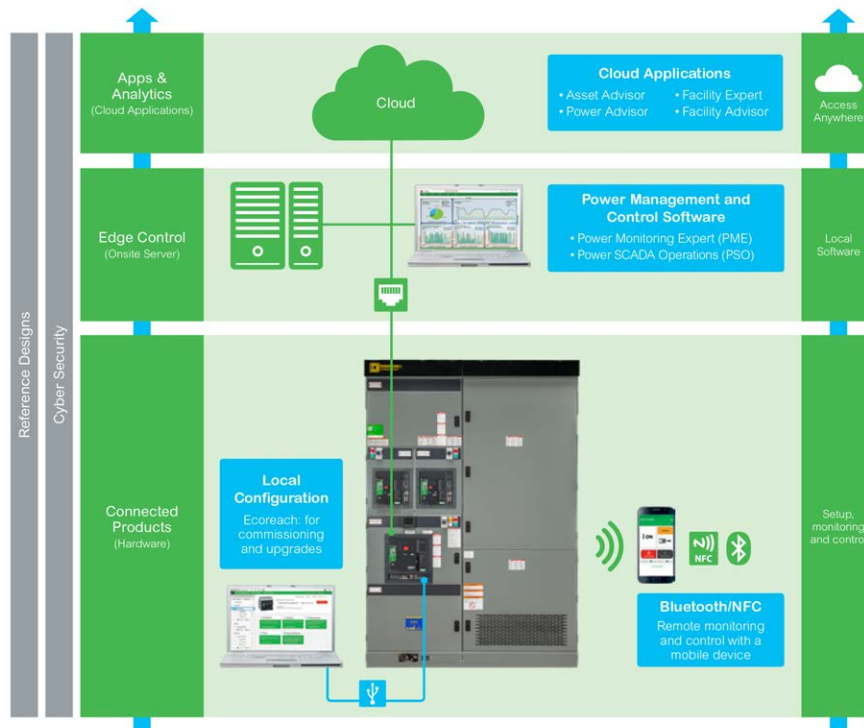 Reference Designs
Cyber Security
Apps &
Analytics
(Cloud Applications)
Cloud
Cloud Applications
• Asset Advisor
• Power Advisor
• Facility Expert
• Facility Advisor
Access
Anywhere
Edge Control
(Onsite Server)
Power Management and
Control Software
• Power Monitoring Expert (PME)
• Power SCADA Operations (PSO)
Local
Software
Connected
Products
(Hardware)
Local
Configuration
Ecoreach: for
commissioning
and upgrades
NFC
Bluetooth/NFC
Remote monitoring
and control with a
mobile device
Setup,
monitoring
and control